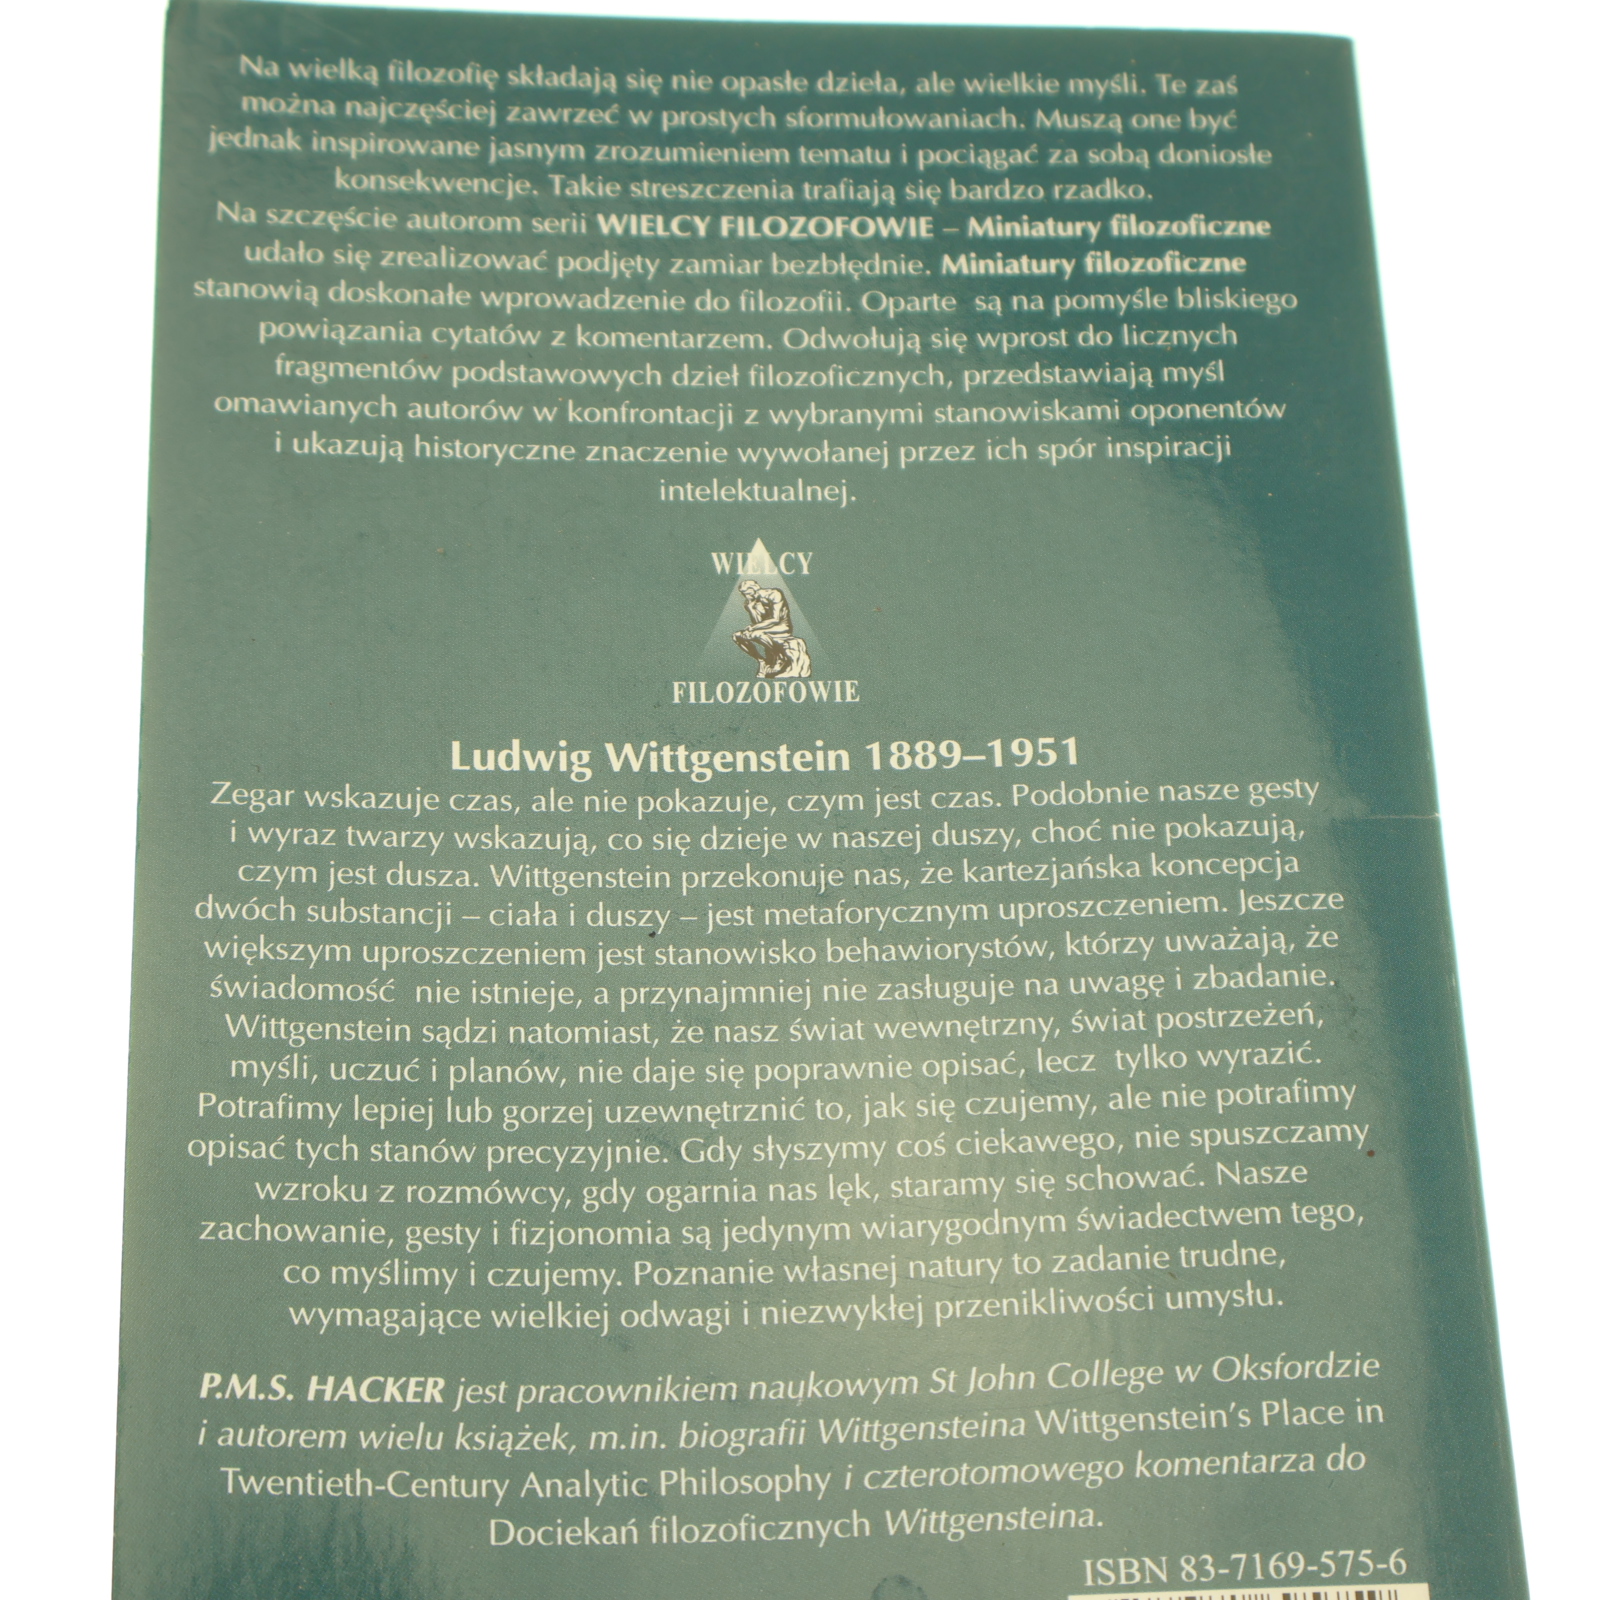 Na wielką filozofię składają się nie opasłe dzieła, ale wielkie myśli. Te zaś
można najczęściej zawrzeć w prostych sformułowaniach. Muszą one być
jednak inspirowane jasnym zrozumieniem tematu i pociągać za sobą doniosłe
konsekwencje. Takie streszczenia trafiają się bardzo rzadko.
Na szczęście autorom serii WIELCY FILOZOFOWIE – Miniatury filozoficzne
udało się zrealizować podjęty zamiar bezbłędnie. Miniatury filozoficzne
stanowią doskonałe wprowadzenie do filozofii. Oparte są na pomyśle bliskiego
powiązania cytatów z komentarzem. Odwołują się wprost do licznych
fragmentów podstawowych dzieł filozoficznych, przedstawiają myśl
omawianych autorów w konfrontacji z wybranymi stanowiskami oponentów
i ukazują historyczne znaczenie wywołanej przez ich spór inspiracji
intelektualnej.
WIELCY
FILOZOFOWIE
Ludwig Wittgenstein 1889–1951
Zegar wskazuje czas, ale nie pokazuje, czym jest czas. Podobnie nasze gesty
i wyraz twarzy wskazują, co się dzieje w naszej duszy, choć nie pokazują,
czym jest dusza. Wittgenstein przekonuje nas, że kartezjańska koncepcja
dwóch substancji – ciała i duszy – jest metaforycznym uproszczeniem. Jeszcze
większym uproszczeniem jest stanowisko behawiorystów, którzy uważają, że
świadomość nie istnieje, a przynajmniej nie zasługuje na uwagę i zbadanie.
Wittgenstein sądzi natomiast, że nasz świat wewnętrzny, świat postrzeżeń,
myśli, uczuć i planów, nie daje się poprawnie opisać, lecz tylko wyrazić.
Potrafimy lepiej lub gorzej uzewnętrznić to, jak się czujemy, ale nie potrafimy
opisać tych stanów precyzyjnie. Gdy słyszymy coś ciekawego, nie spuszczamy
wzroku z rozmówcy, gdy ogarnia nas lęk, staramy się schować. Nasze
zachowanie, gesty i fizjonomia są jedynym wiarygodnym świadectwem tego,
co myślimy i czujemy. Poznanie własnej natury to zadanie trudne,
wymagające wielkiej odwagi i niezwykłej przenikliwości umysłu.
P.M.S. HACKER jest pracownikiem naukowym St John College w Oksfordzie
i autorem wielu książek, m.in. biografii Wittgensteina Wittgenstein's Place in
Twentieth-Century Analytic Philosophy i czterotomowego komentarza do
Dociekań filozoficznych Wittgensteina.
ISBN 83-7169-575-6